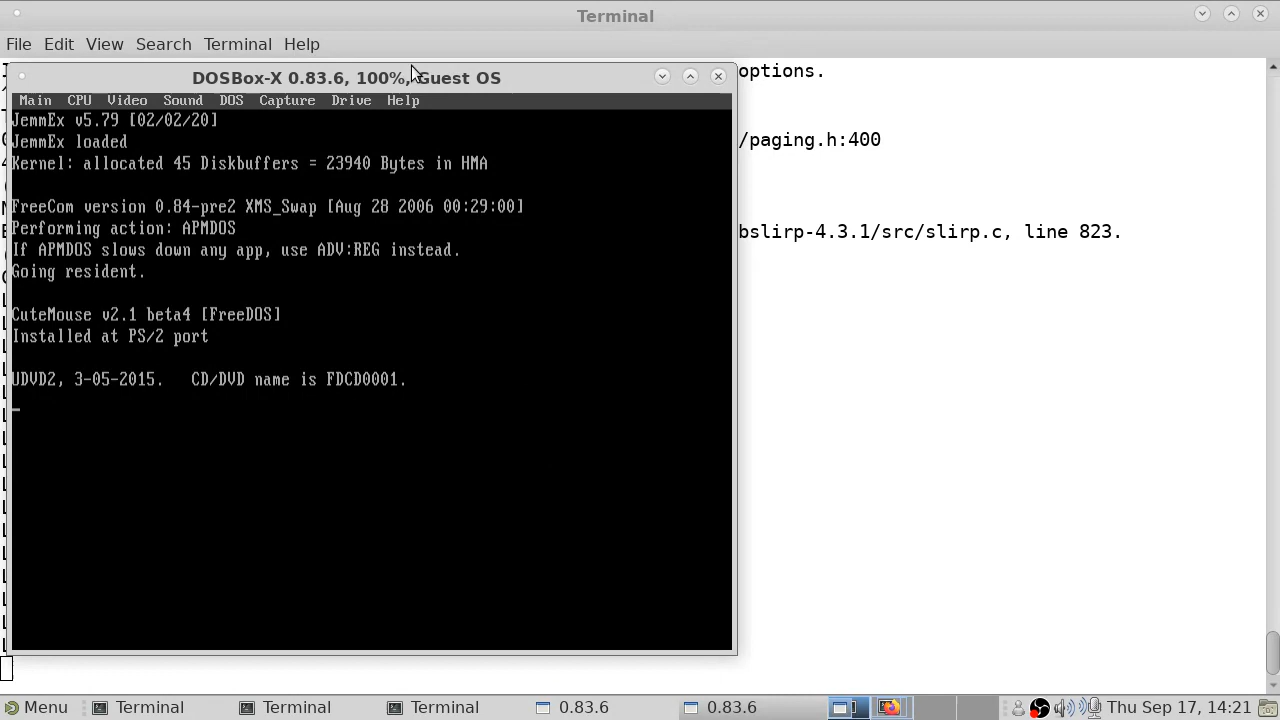 Terminal
File Edit View Search Terminal Help
options.
DOSBox-X 0.83.6, 100%, Guest OS
Main CPU Video Sound DOS Capture Drive Help
JemmEx v5.79 [02/02/20]
JemmEx loaded
/paging.h:400
Kernel: allocated 45 Diskbuffers = 23940 Bytes in HMA
FreeCom version 0.84-pre2 XMS_Swap [Aug 28 2006 00:29:00]
Performing action: APMDOS
bslirp-4.3.1/src/slirp.c, line 823.
If APMDOS slows down any app, use ADV:REG instead.
Going resident.
CuteMouse v2.1 beta4 [FreeDOS]
Installed at PS/2 port
UDVD2, 3-05-2015.   CD/DVD name is FDCD0001.
Menu Terminal Terminal Terminal 0.83.6 0.83.6 Thu Sep 17, 14:21